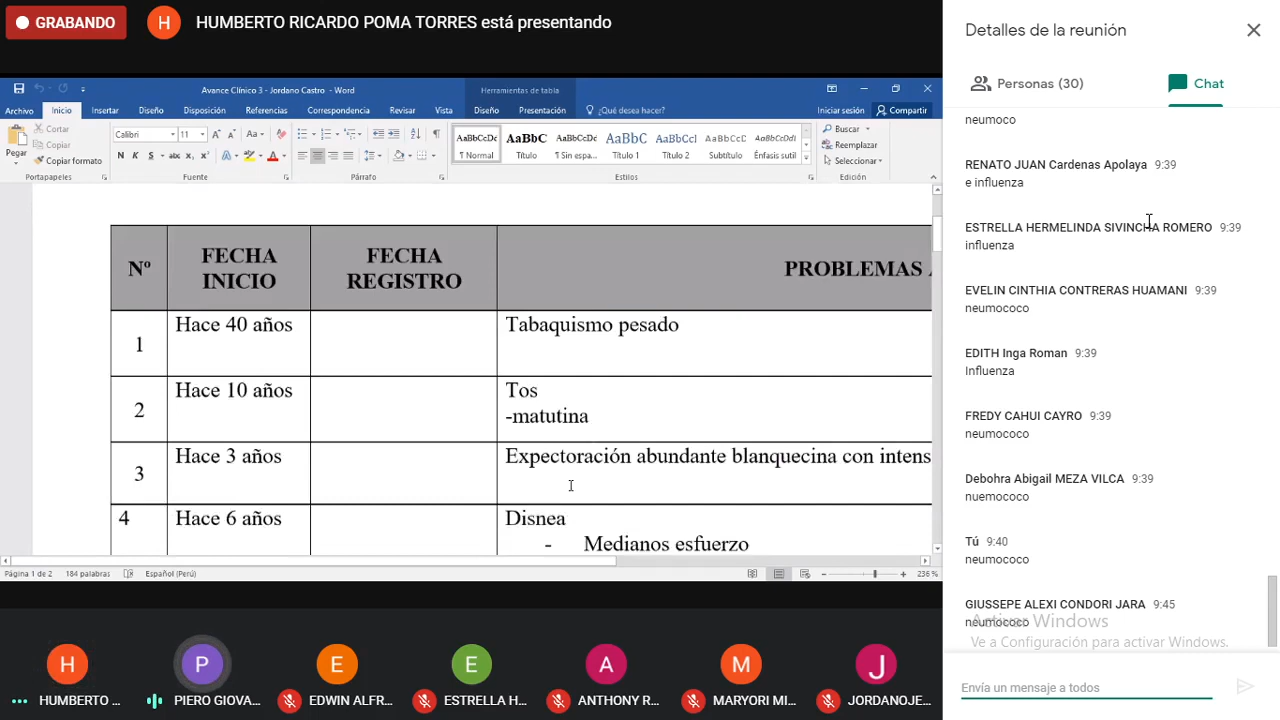 GRABANDO
H
HUMBERTO RICARDO POMA TORRES está presentando
Avance Clínico 3 - Jordano Castro - Word
Herramientas de tabla
Archivo Inicio Insertar Diseño Disposición Referencias Correspondencia Revisar Vista Diseño Presentación ¿Qué desea hacer? Iniciar sesión Compartir
Pegar
Cortar
Copiar
Copiar formato
Portapapeles
Calibri 11
N K S abc x₂ x²
Fuente
Párrafo
AaBbCcDc AaBbC AaBbCcDc AaBbC AaBbCcI AaBbCcD AaBbCcDc
¶ Normal Título ¶ Sin espa... Título 1 Título 2 Subtítulo Énfasis sutil
Estilos
Buscar
Reemplazar
Seleccionar
Edición
Nº FECHA INICIO FECHA REGISTRO PROBLEMAS A
1 Hace 40 años Tabaquismo pesado
2 Hace 10 años Tos
-matutina
3 Hace 3 años Expectoración abundante blanquecina con intens
4 Hace 6 años Disnea
- Medianos esfuerzo
Página 1 de 2 184 palabras Español (Perú) 236 %
H P E E A M J
HUMBERTO ... PIERO GIOVA... EDWIN ALFR... ESTRELLA H... ANTHONY R... MARYORI MI... JORDANOJE...
Detalles de la reunión
Personas (30) Chat
neumoco
RENATO JUAN Cardenas Apolaya 9:39
e influenza
ESTRELLA HERMELINDA SIVINCHA ROMERO 9:39
influenza
EVELIN CINTHIA CONTRERAS HUAMANI 9:39
neumococo
EDITH Inga Roman 9:39
Influenza
FREDY CAHUI CAYRO 9:39
neumococo
Debohra Abigail MEZA VILCA 9:39
nuemococo
Tú 9:40
neumococo
GIUSSEPE ALEXI CONDORI JARA 9:45
neumococo
Activar Windows
Ve a Configuración para activar Windows.
Envía un mensaje a todos